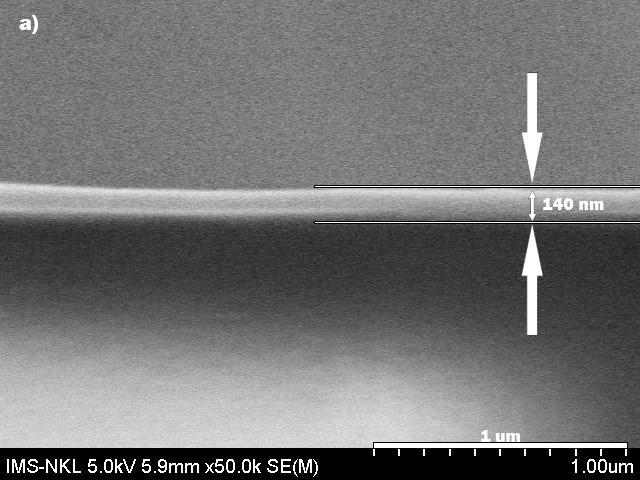 a)
140 nm
1 um
IMS-NKL 5.0kV 5.9mm x50.0k SE(M) 1.00um